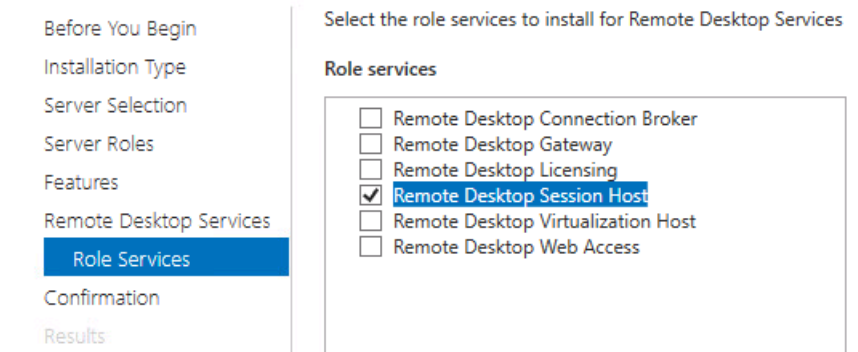 Before You Begin
Installation Type
Server Selection
Server Roles
Features
Remote Desktop Services
Role Services
Confirmation
Results
Select the role services to install for Remote Desktop Services
Role services
Remote Desktop Connection Broker
Remote Desktop Gateway
Remote Desktop Licensing
Remote Desktop Session Host
Remote Desktop Virtualization Host
Remote Desktop Web Access